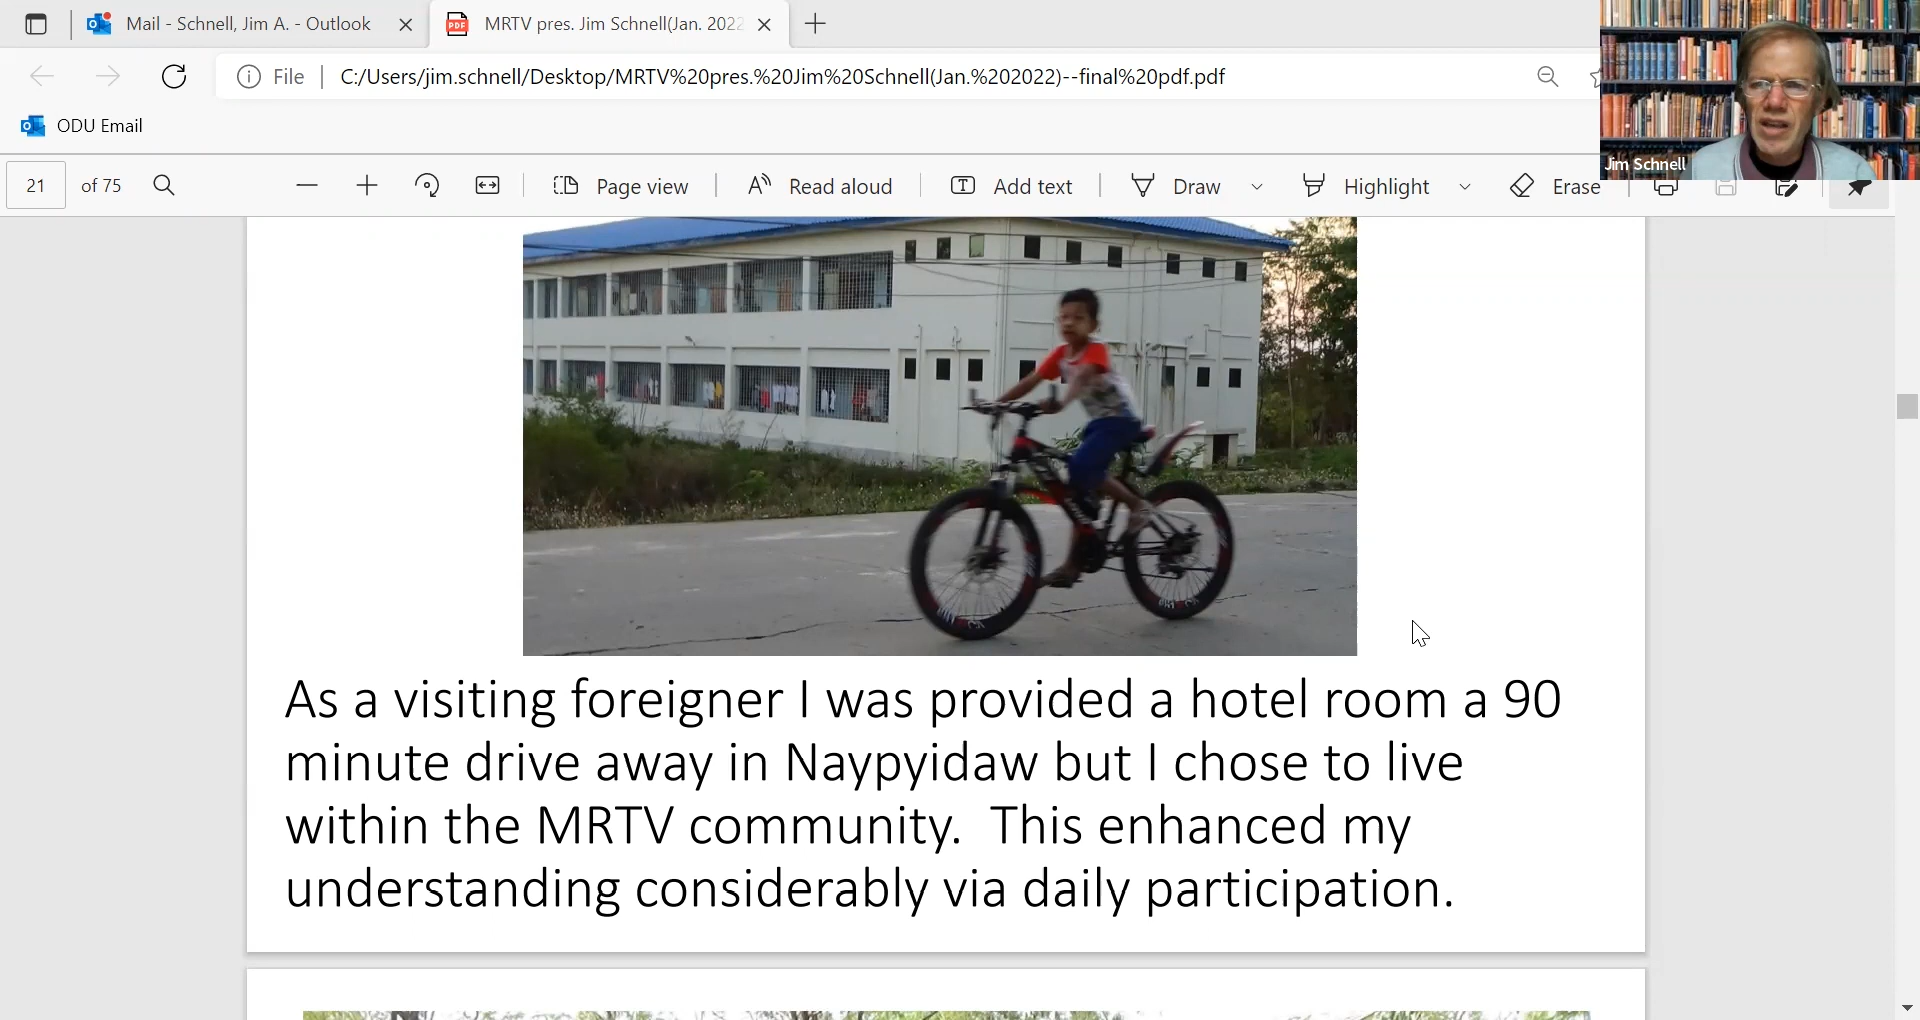 Mail - Schnell, Jim A. - Outlook
MRTV pres. Jim Schnell(Jan. 2022
File
C:/Users/jim.schnell/Desktop/MRTV%20pres.%20Jim%20Schnell(Jan.%202022)--final%20pdf.pdf
ODU Email
Jim Schnell
21 of 75
Page view
Read aloud
Add text
Draw
Highlight
Erase
As a visiting foreigner I was provided a hotel room a 90
minute drive away in Naypyidaw but I chose to live
within the MRTV community.  This enhanced my
understanding considerably via daily participation.